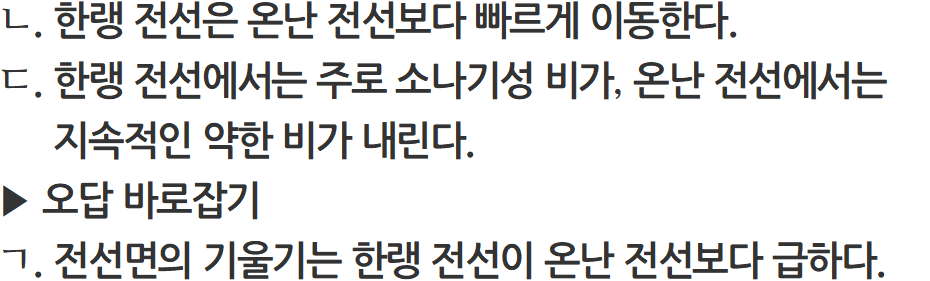 ㄴ. 한랭 전선은 온난 전선보다 빠르게 이동한다.
ㄷ. 한랭 전선에서는 주로 소나기성 비가, 온난 전선에서는
지속적인 약한 비가 내린다.
▶ 오답 바로잡기
ㄱ. 전선면의 기울기는 한랭 전선이 온난 전선보다 급하다.